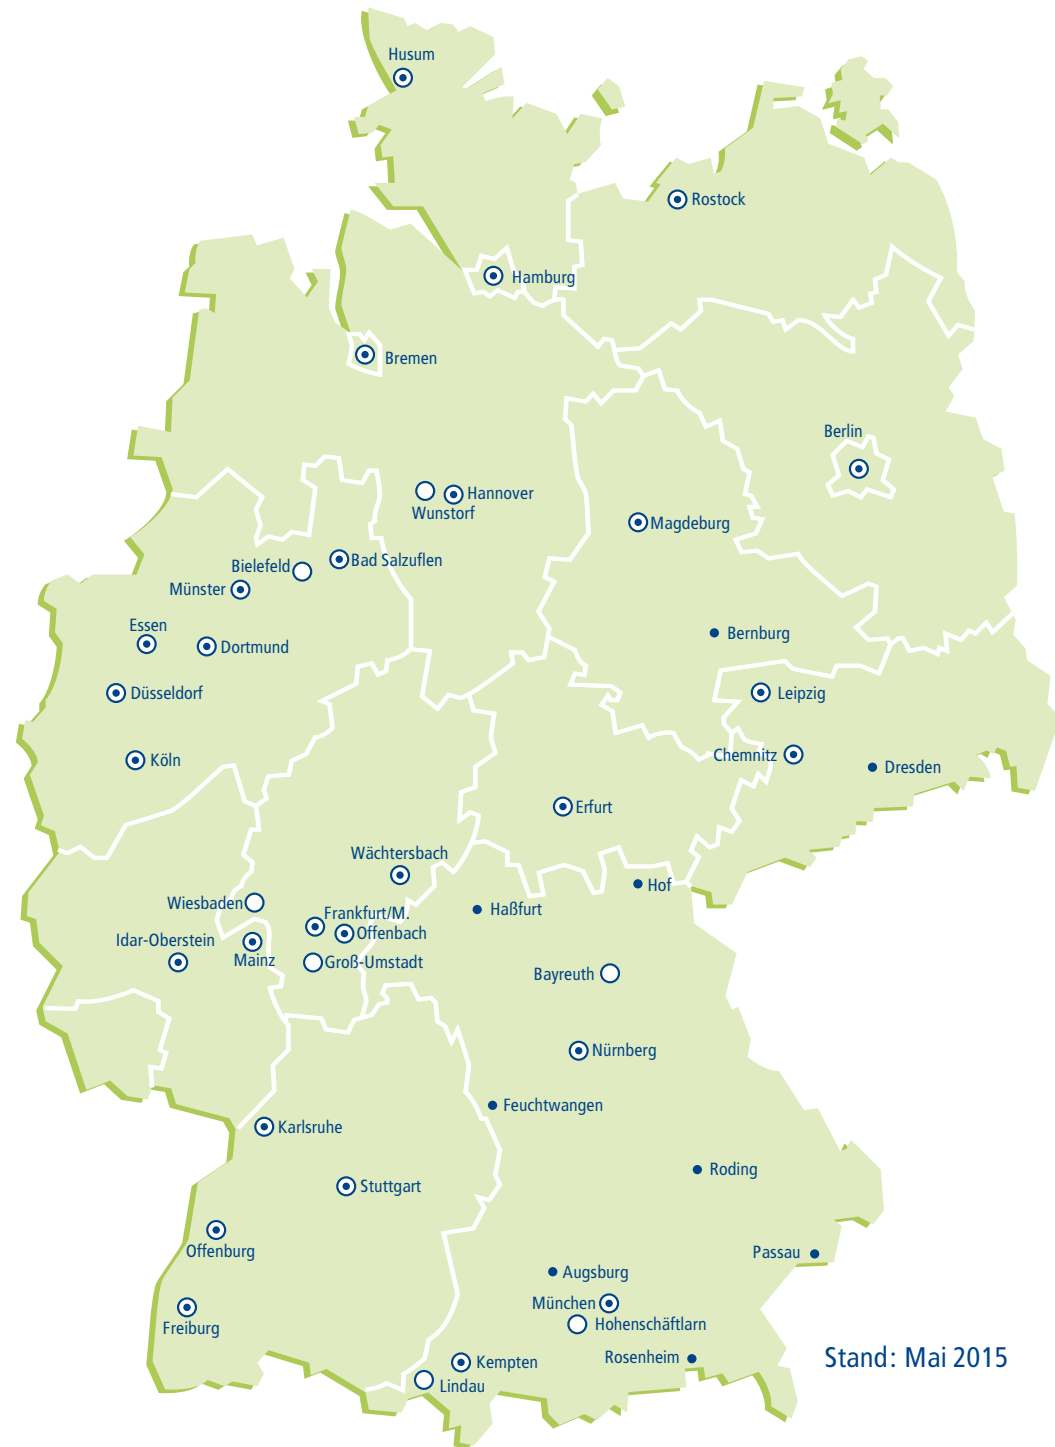 Husum
Rostock
Hamburg
Bremen
Berlin
Hannover
Wunstorf
Magdeburg
Bad Salzuflen
Bielefeld
Münster
Essen
Dortmund
Bernburg
Düsseldorf
Leipzig
Köln
Chemnitz
Dresden
Erfurt
Wächtersbach
Hof
Wiesbaden
Haßfurt
Frankfurt/M.
Offenbach
Idar-Oberstein
Mainz
Groß-Umstadt
Bayreuth
Nürnberg
Feuchtwangen
Karlsruhe
Roding
Stuttgart
Offenburg
Passau
Augsburg
München
Hohenschäftlarn
Freiburg
Rosenheim
Stand: Mai 2015
Kempten
Lindau